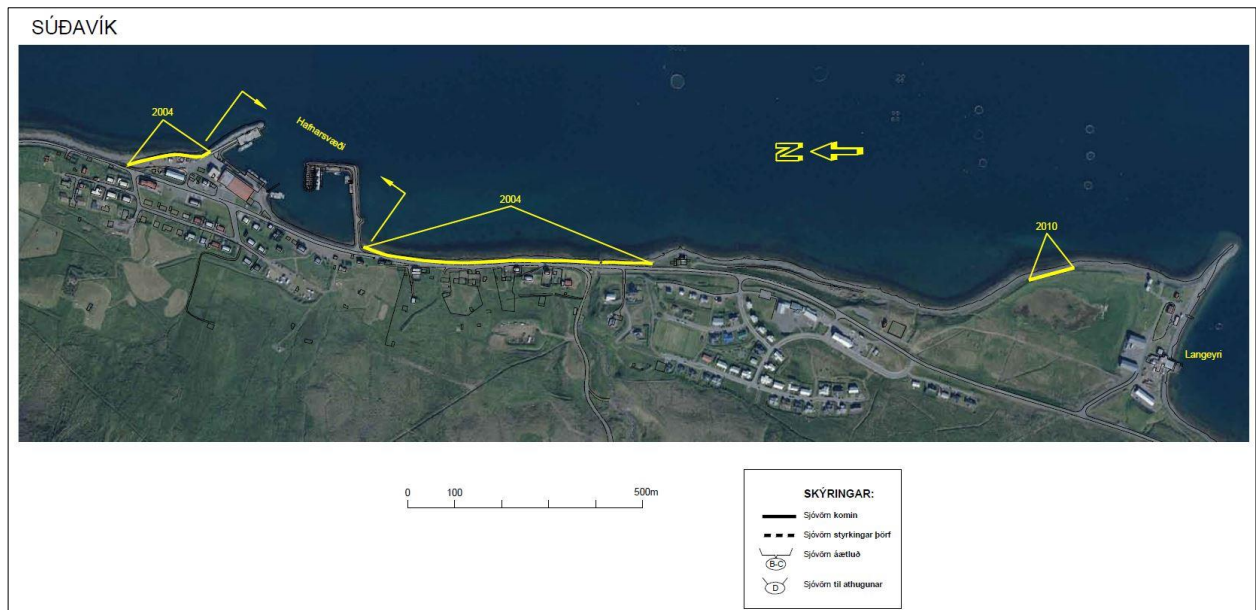 SÚÐAVÍK
2004
Hafnarsvæði
N
2004
2010
Langeyri
0 100 500m
SKÝRINGAR:
Sjóvörn komin
Sjóvörn styrkingar þörf
Sjóvörn áætluð
B-C
Sjóvörn til athugunar
D